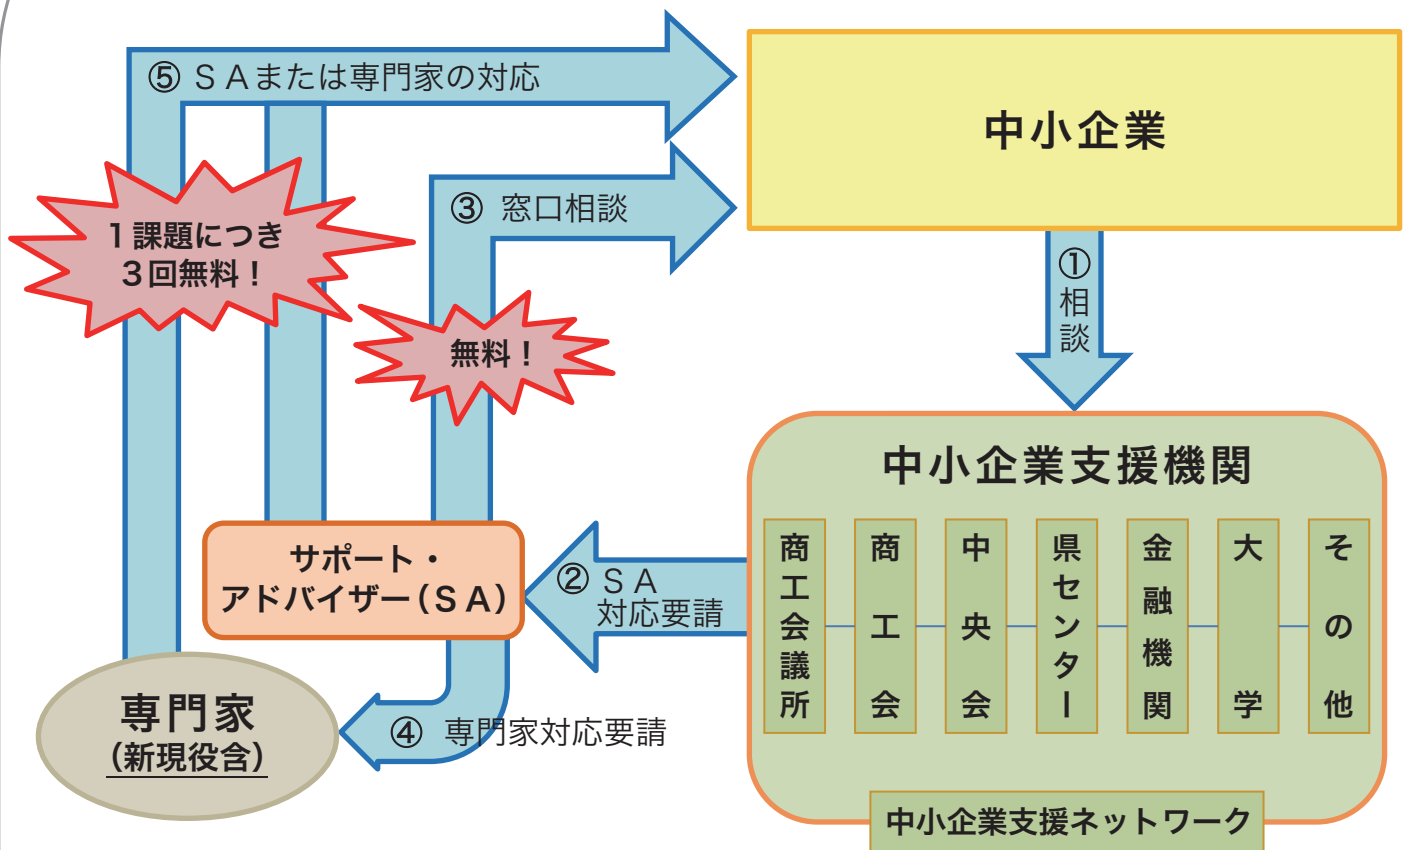 ⑤ ＳＡまたは専門家の対応
中小企業
③ 窓口相談
１課題につき
３回無料！
①相談
無料！
中小企業支援機関
商工会議所
商工会
中央会
県センター
金融機関
大学
その他
サポート・
アドバイザー（ＳＡ）
② ＳＡ
対応要請
専門家
（新現役含）
④ 専門家対応要請
中小企業支援ネットワーク